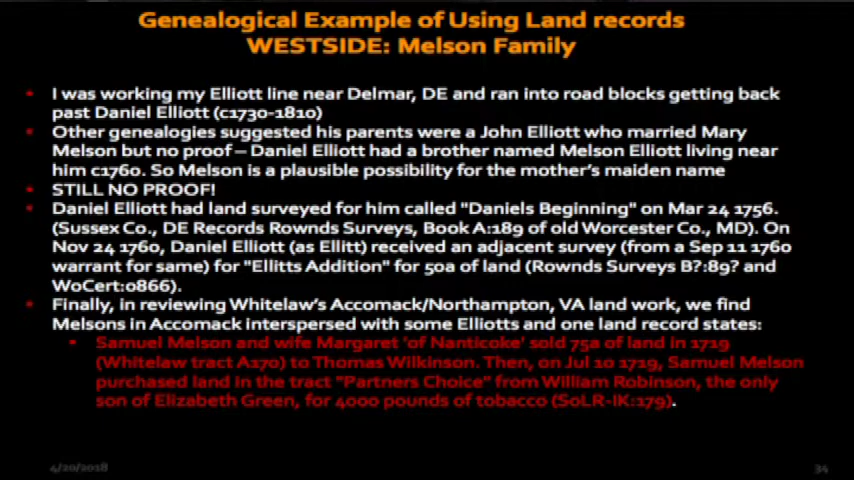 Genealogical Example of Using Land records
WESTSIDE: Melson Family
I was working my Elliott line near Delmar, DE and ran into road blocks getting back
past Daniel Elliott (c1730-1810)
Other genealogies suggested his parents were a John Elliott who married Mary
Melson but no proof – Daniel Elliott had a brother named Melson Elliott living near
him c1760. So Melson is a plausible possibility for the mother's maiden name
STILL NO PROOF!
Daniel Elliott had land surveyed for him called "Daniels Beginning" on Mar 24 1756.
(Sussex Co., DE Records Rownds Surveys, Book A:189 of old Worcester Co., MD). On
Nov 24 1760, Daniel Elliott (as Ellitt) received an adjacent survey (from a Sep 11 1760
warrant for same) for "Ellitts Addition" for 50a of land (Rownds Surveys B?:89? and
WoCert:0866).
Finally, in reviewing Whitelaw's Accomack/Northampton, VA land work, we find
Melsons in Accomack interspersed with some Elliotts and one land record states:
Samuel Melson and wife Margaret 'of Nanticoke' sold 75a of land in 1719
(Whitelaw tract A170) to Thomas Wilkinson. Then, on Jul 10 1719, Samuel Melson
purchased land in the tract "Partners Choice" from William Robinson, the only
son of Elizabeth Green, for 4000 pounds of tobacco (SoLR-IK:179).
4/20/2018
34